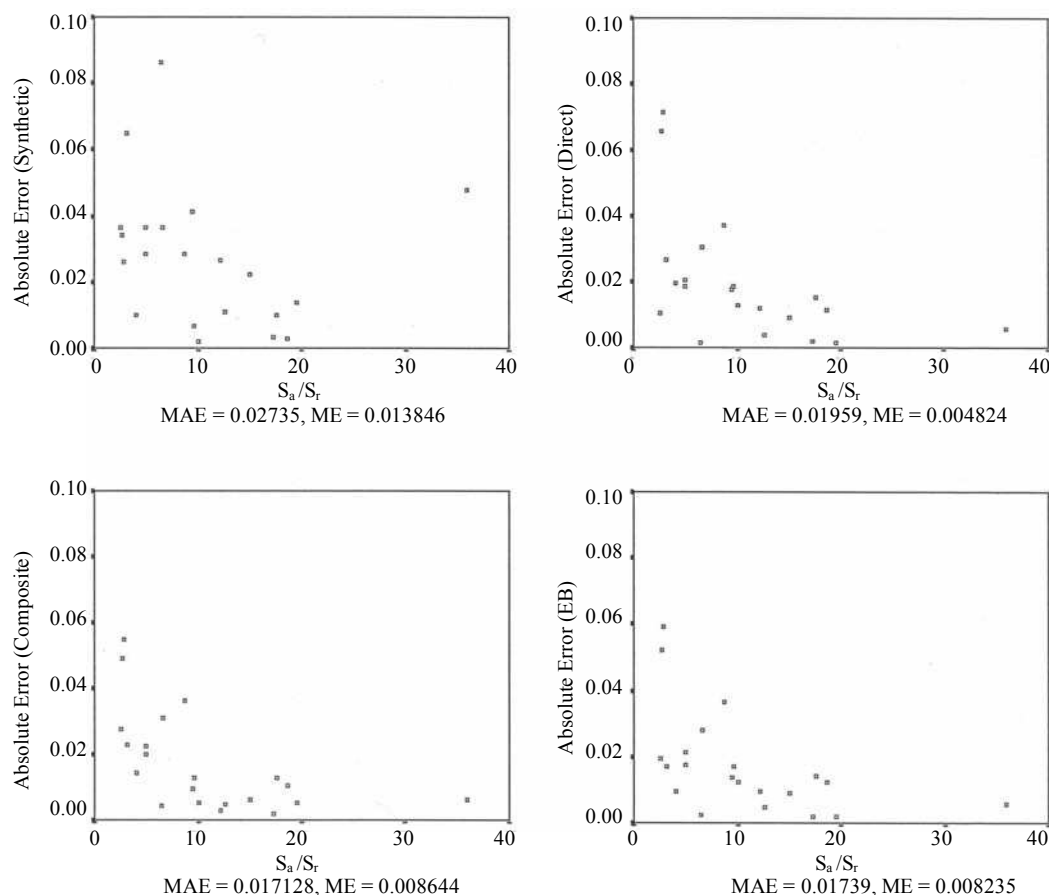 0.10
0.08
0.06
0.04
0.02
0.00
Absolute Error (Synthetic)
0 10 20 30 40
Sₐ/Sᵣ
MAE = 0.02735, ME = 0.013846
0.10
0.08
0.06
0.04
0.02
0.00
Absolute Error (Direct)
0 10 20 30 40
Sₐ/Sᵣ
MAE = 0.01959, ME = 0.004824
0.10
0.08
0.06
0.04
0.02
0.00
Absolute Error (Composite)
0 10 20 30 40
Sₐ/Sᵣ
MAE = 0.017128, ME = 0.008644
0.10
0.08
0.06
0.04
0.02
0.00
Absolute Error (EB)
0 10 20 30 40
Sₐ/Sᵣ
MAE = 0.01739, ME = 0.008235